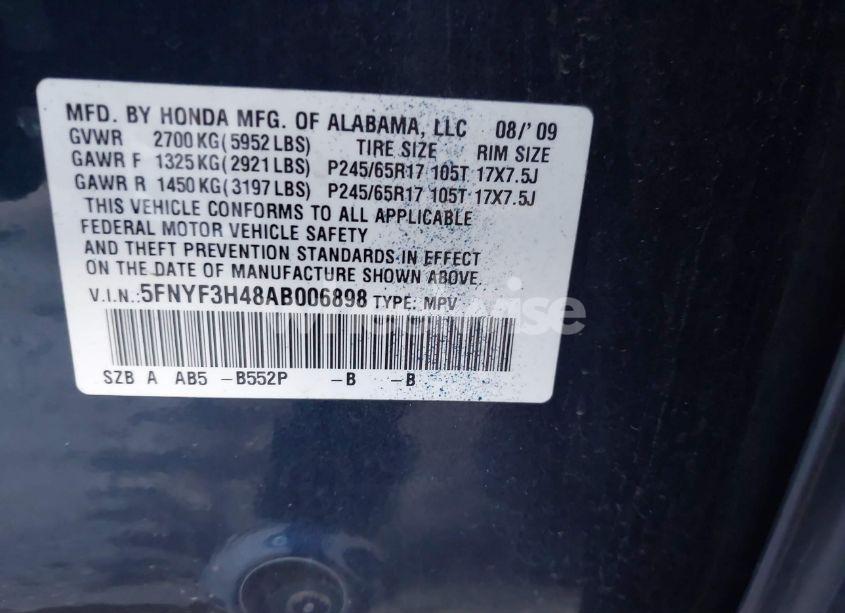 MFD. BY HONDA MFG. OF ALABAMA, LLC 08/'09
GVWR 2700 KG (5952 LBS) TIRE SIZE RIM SIZE
GAWR F 1325 KG (2921 LBS) P245/65R17 105T 17X7.5J
GAWR R 1450 KG (3197 LBS) P245/65R17 105T 17X7.5J
THIS VEHICLE CONFORMS TO ALL APPLICABLE
FEDERAL MOTOR VEHICLE SAFETY
AND THEFT PREVENTION STANDARDS IN EFFECT
ON THE DATE OF MANUFACTURE SHOWN ABOVE.
V.I.N.: 5FNYF3H48AB006898 TYPE: MPV
wheelwise
SZB A AB5 -B552P -B -B